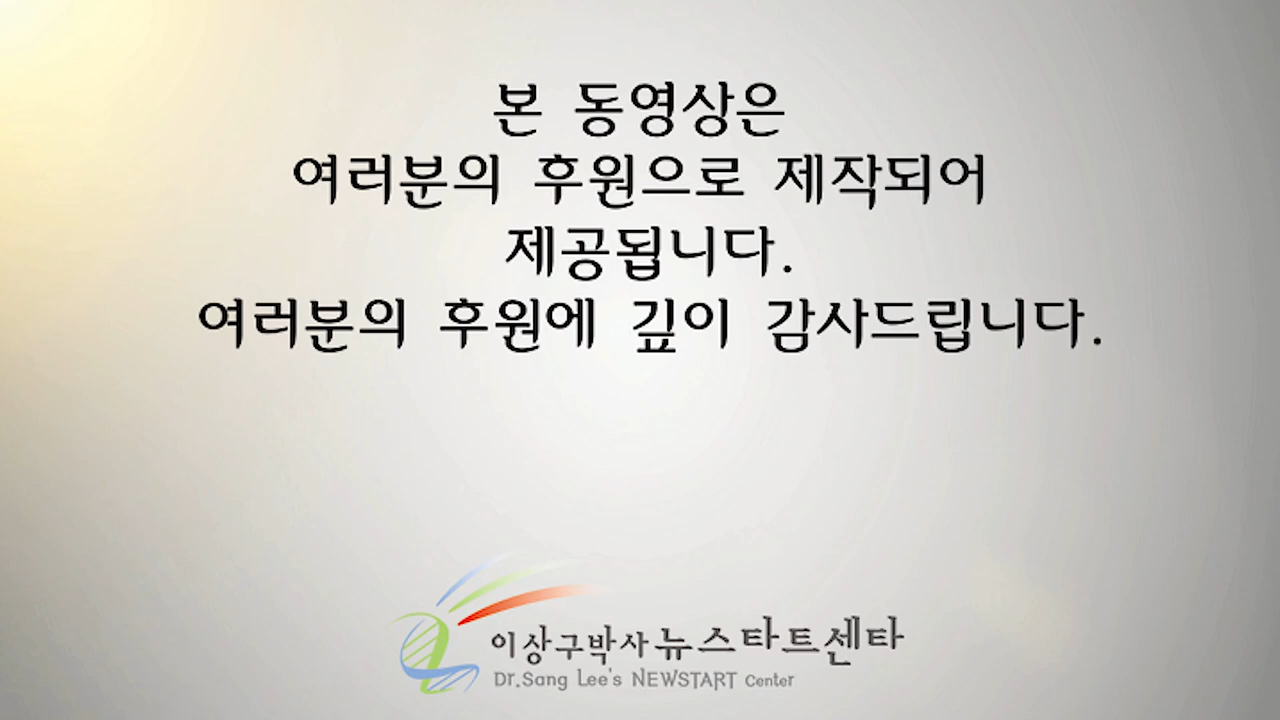 본 동영상은
여러분의 후원으로 제작되어
제공됩니다.
여러분의 후원에 깊이 감사드립니다.
이상구박사 뉴스타트센타
Dr.Sang Lee's NEWSTART Center